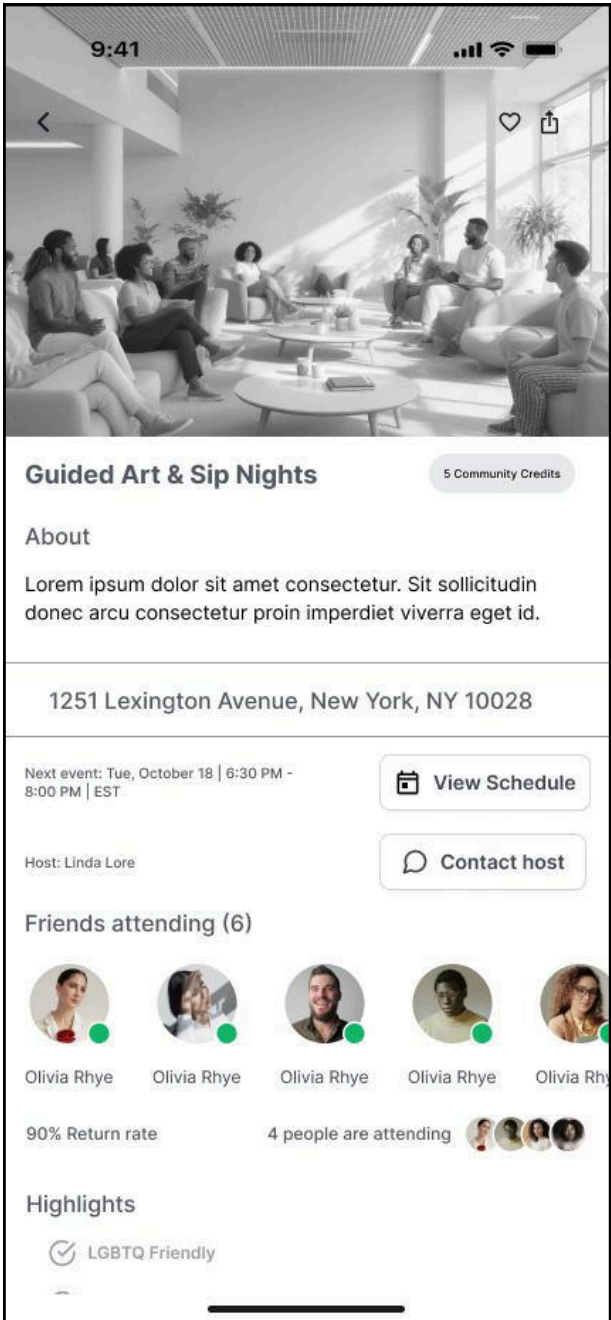 9:41
Guided Art & Sip Nights
5 Community Credits
About
Lorem ipsum dolor sit amet consectetur. Sit sollicitudin
donec arcu consectetur proin imperdiet viverra eget id.
1251 Lexington Avenue, New York, NY 10028
Next event: Tue, October 18 | 6:30 PM -
8:00 PM | EST
View Schedule
Host: Linda Lore
Contact host
Friends attending (6)
Olivia Rhye Olivia Rhye Olivia Rhye Olivia Rhye Olivia Rhy
90% Return rate
4 people are attending
Highlights
LGBTQ Friendly